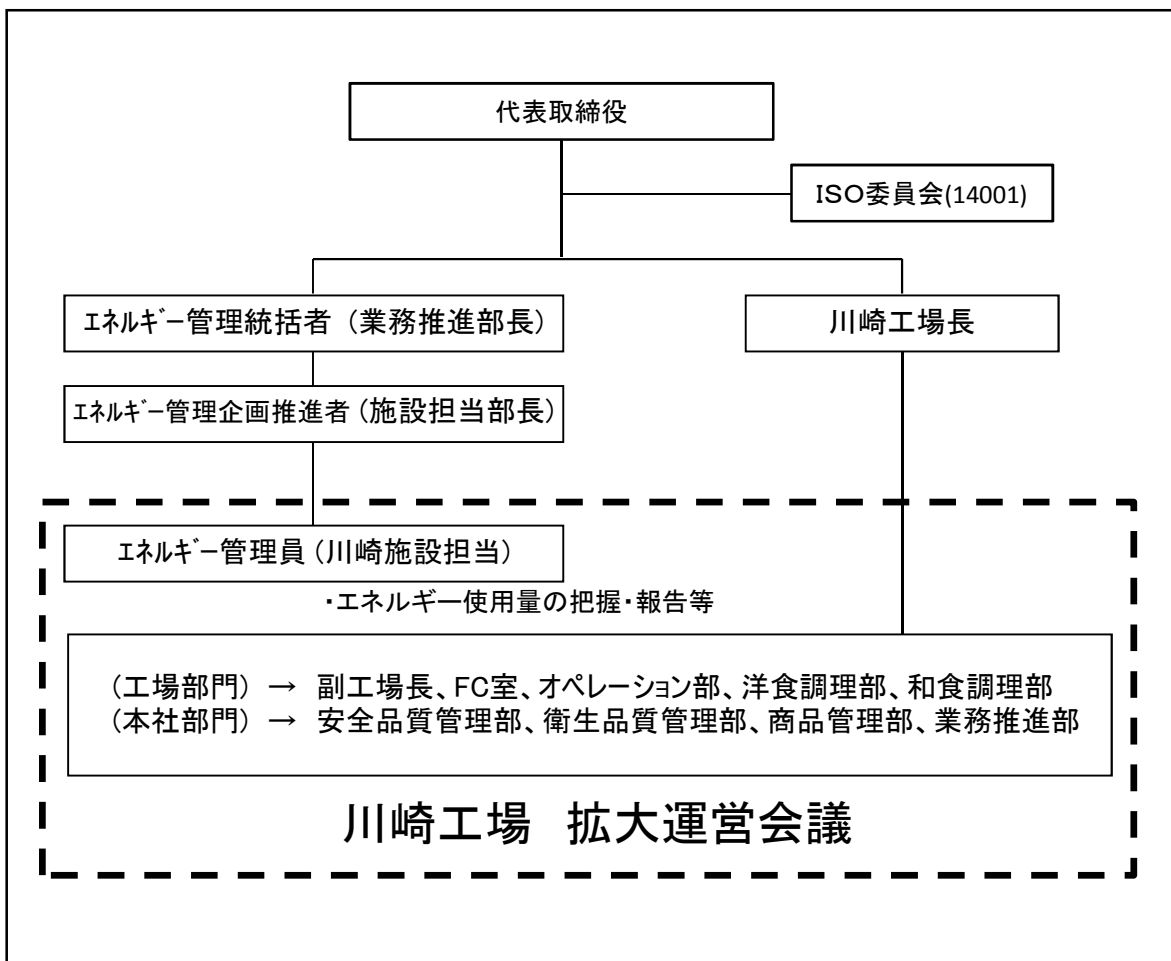 代表取締役
ISO委員会(14001)
ｴﾈﾙｷﾞｰ管理統括者（業務推進部長）
川崎工場長
ｴﾈﾙｷﾞｰ管理企画推進者（施設担当部長）
ｴﾈﾙｷﾞｰ管理員（川崎施設担当）
・エネルギー使用量の把握・報告等
（工場部門） → 副工場長、FC室、オペレーション部、洋食調理部、和食調理部
（本社部門） → 安全品質管理部、衛生品質管理部、商品管理部、業務推進部
川崎工場　拡大運営会議